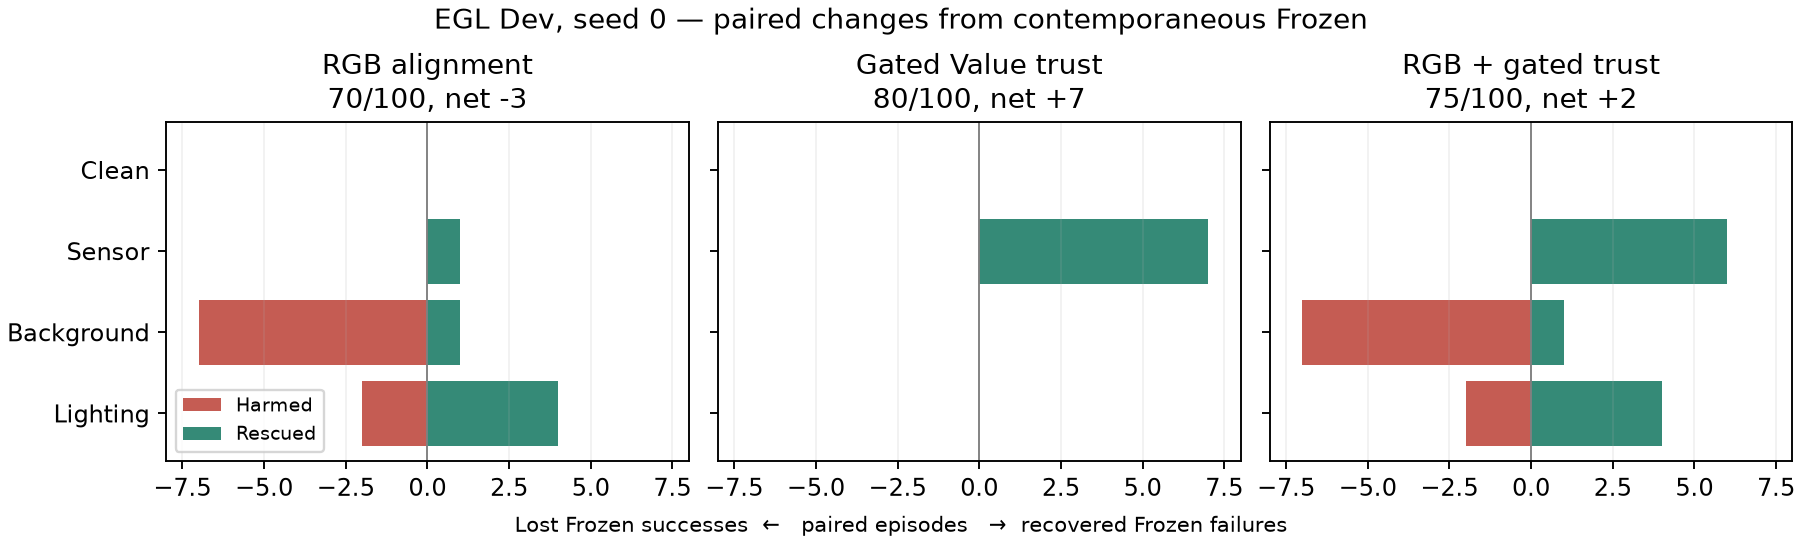 EGL Dev, seed 0 — paired changes from contemporaneous Frozen
RGB alignment
70/100, net -3
Gated Value trust
80/100, net +7
RGB + gated trust
75/100, net +2
Clean
Sensor
Background
Lighting
Harmed
Rescued
−7.5 −5.0 −2.5 0.0 2.5 5.0 7.5
−7.5 −5.0 −2.5 0.0 2.5 5.0 7.5
−7.5 −5.0 −2.5 0.0 2.5 5.0 7.5
Lost Frozen successes ← paired episodes → recovered Frozen failures